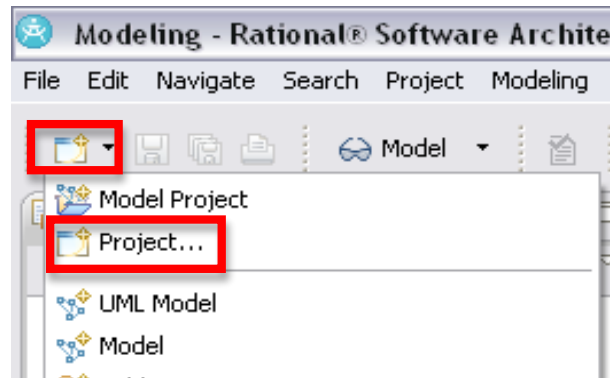 Modeling - Rational® Software Archite
File Edit Navigate Search Project Modeling
Model
Model Project
Project...
UML Model
Model